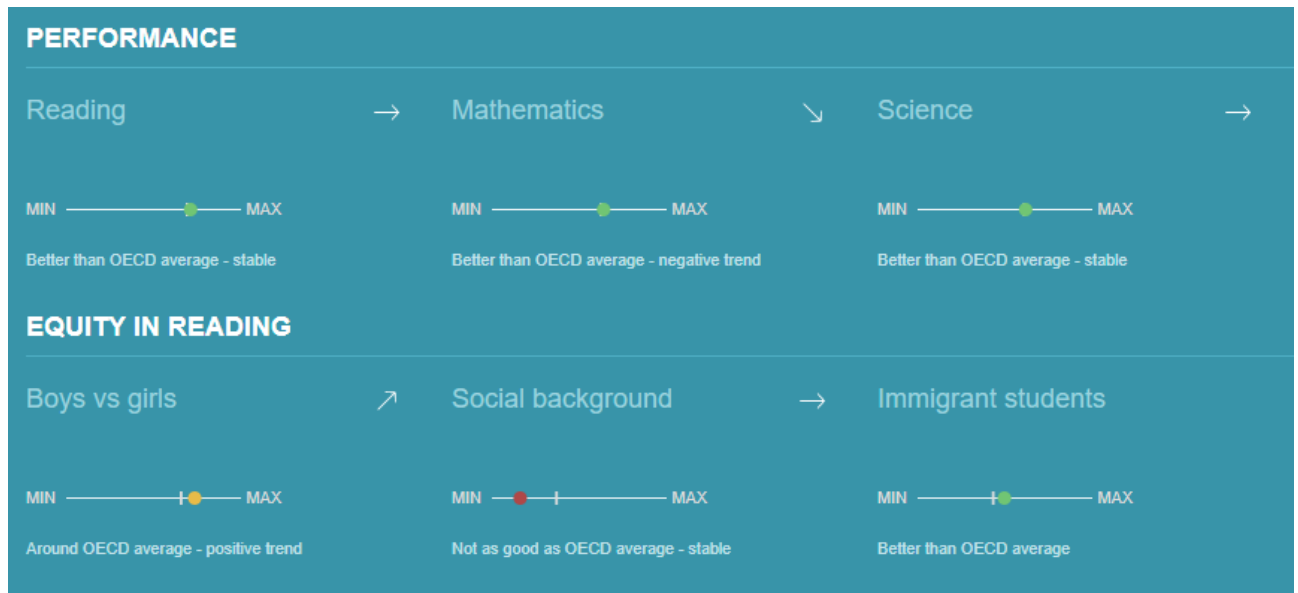 PERFORMANCE
Reading → Mathematics ↘ Science →
MIN MAX MIN MAX MIN MAX
Better than OECD average - stable Better than OECD average - negative trend Better than OECD average - stable
EQUITY IN READING
Boys vs girls ↗ Social background → Immigrant students
MIN MAX MIN MAX MIN MAX
Around OECD average - positive trend Not as good as OECD average - stable Better than OECD average